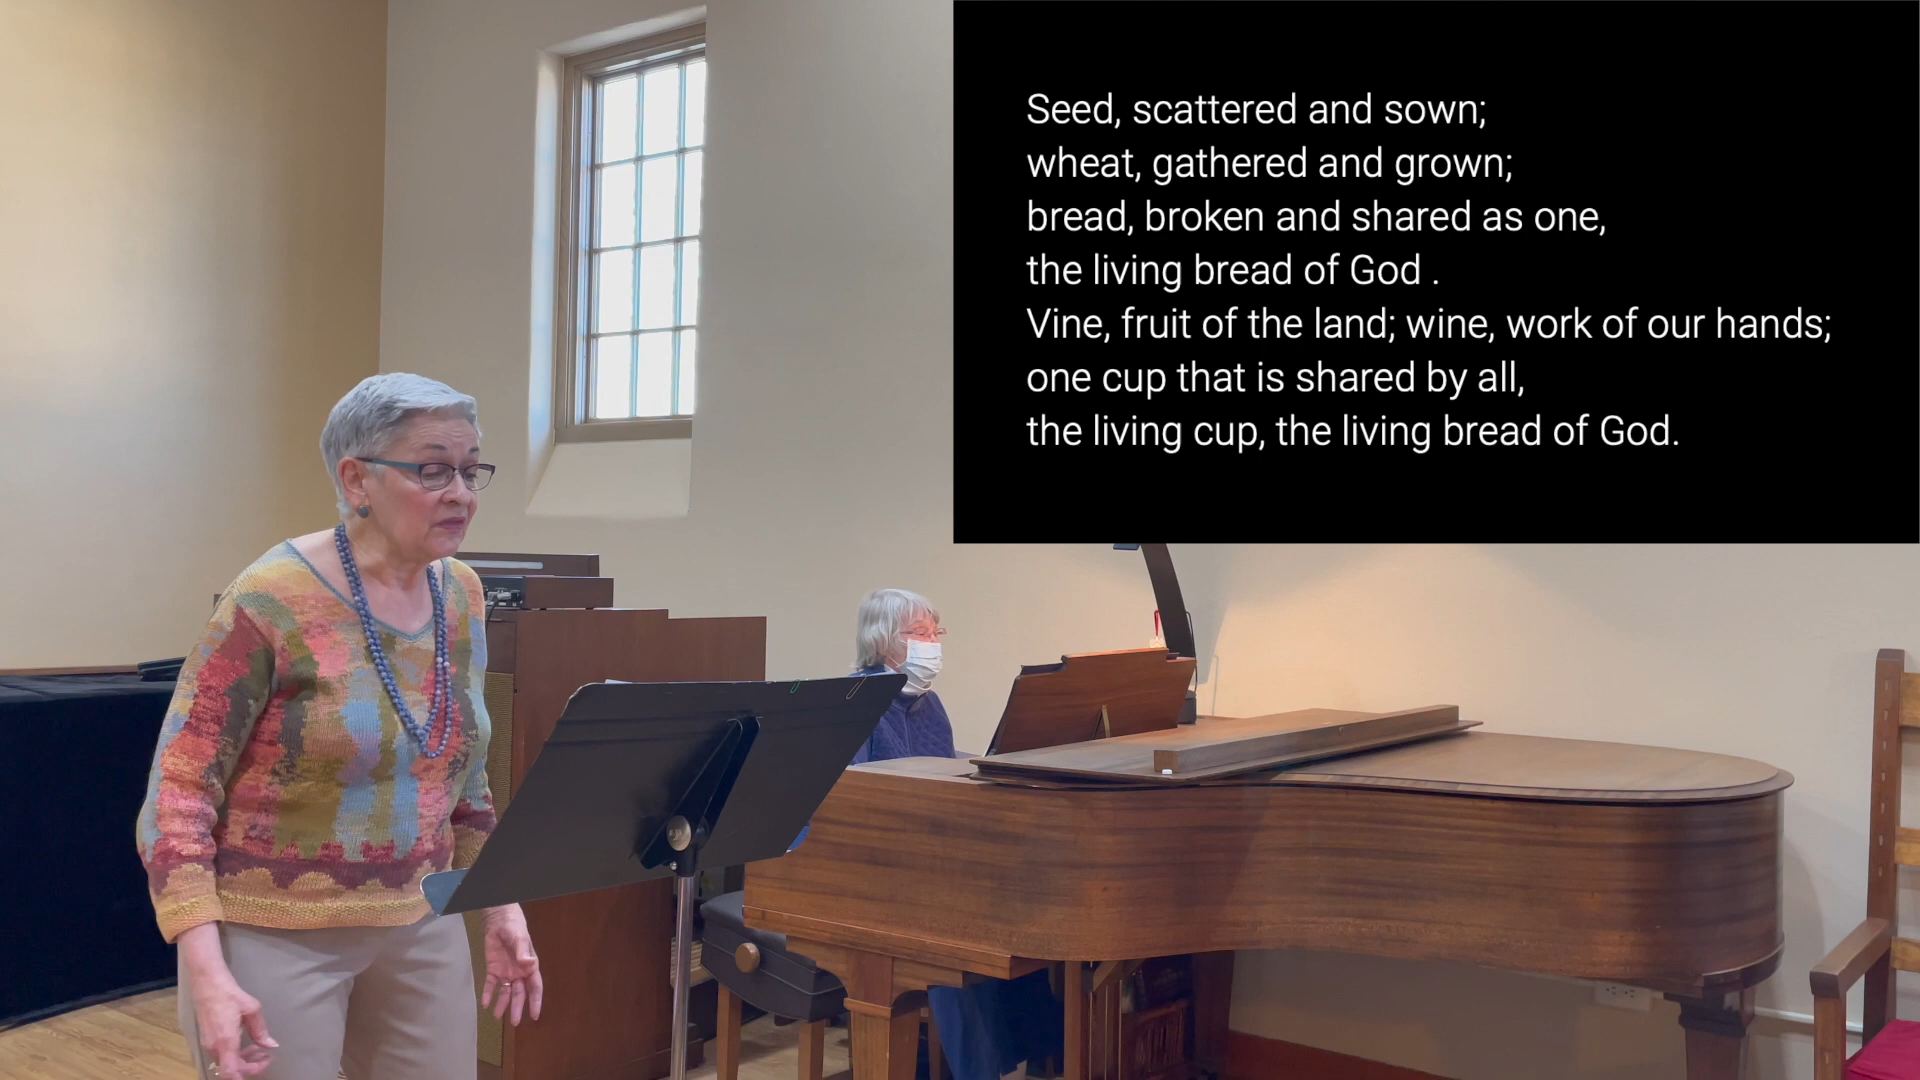 Seed, scattered and sown;
wheat, gathered and grown;
bread, broken and shared as one,
the living bread of God .
Vine, fruit of the land; wine, work of our hands;
one cup that is shared by all,
the living cup, the living bread of God.